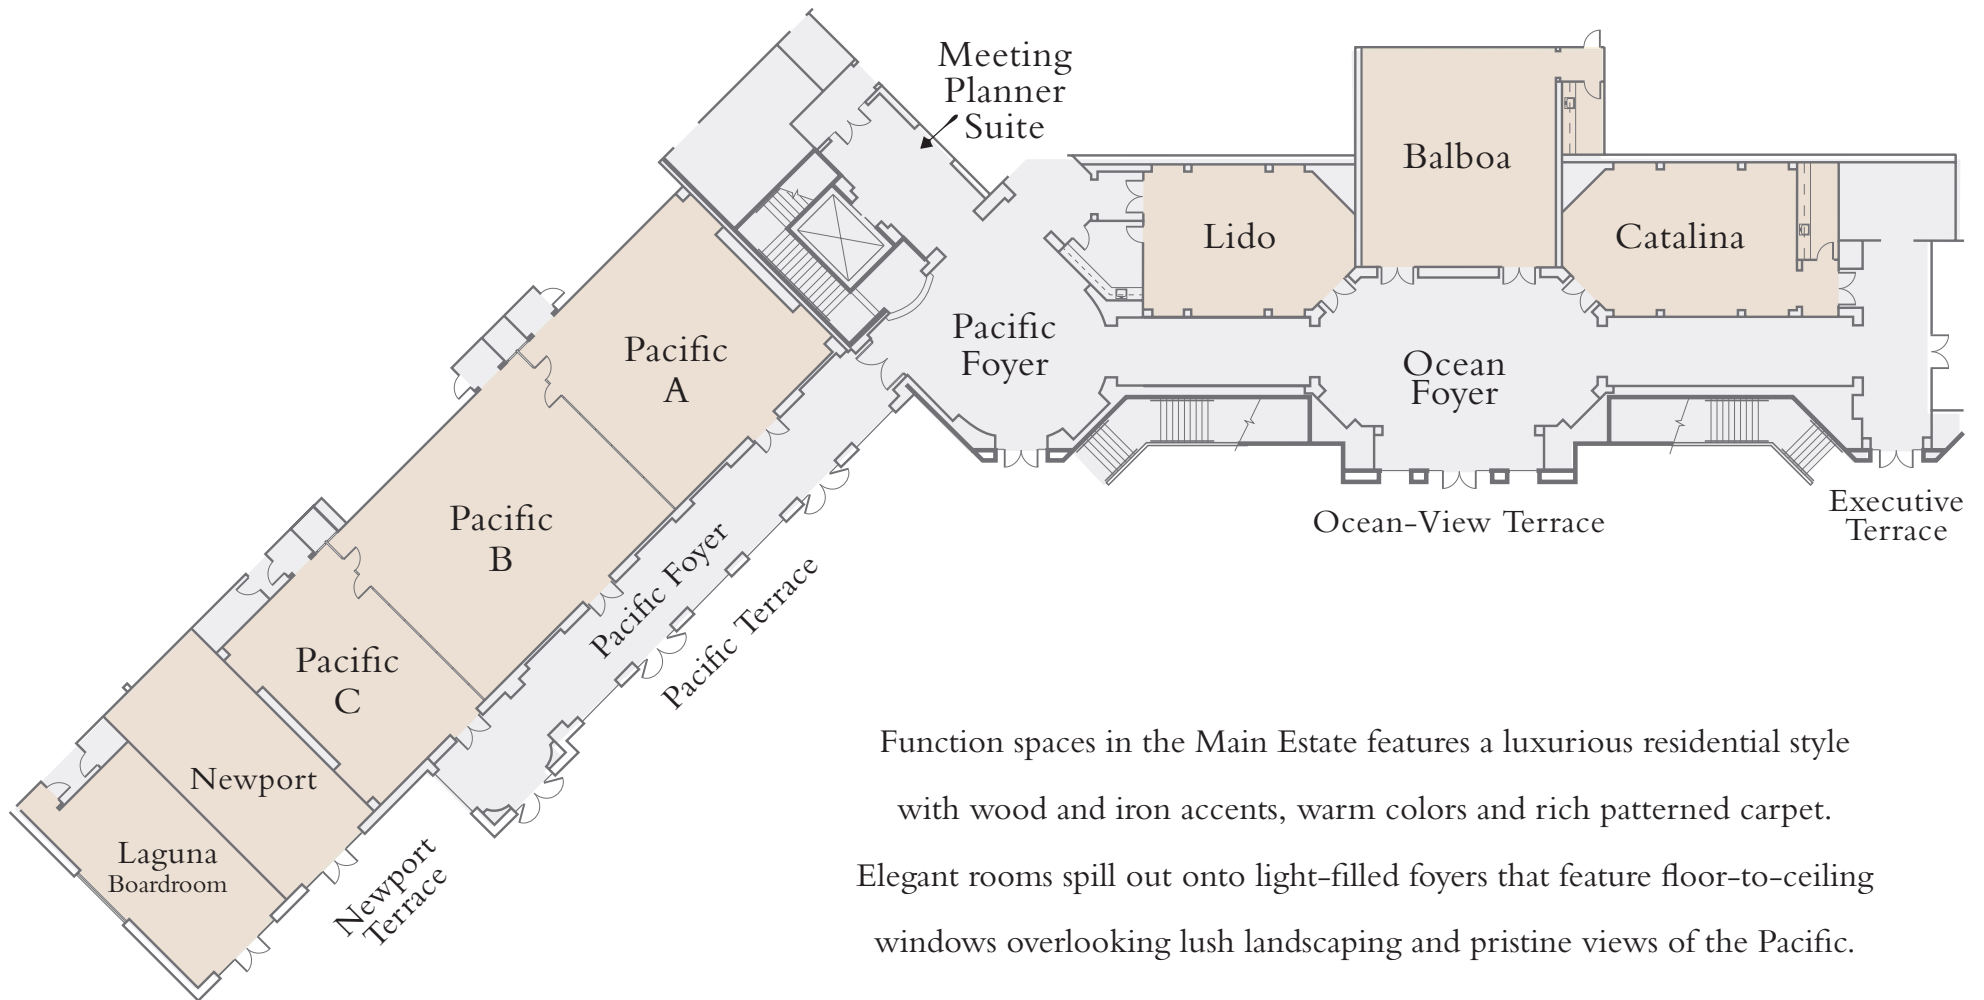 Meeting
Planner
Suite
Balboa
Lido
Catalina
Pacific
Foyer
Ocean
Foyer
Pacific
A
Pacific
B
Pacific
C
Pacific Foyer
Pacific Terrace
Ocean-View Terrace
Executive
Terrace
Newport
Laguna
Boardroom
Newport
Terrace
Function spaces in the Main Estate features a luxurious residential style
with wood and iron accents, warm colors and rich patterned carpet.
Elegant rooms spill out onto light-filled foyers that feature floor-to-ceiling
windows overlooking lush landscaping and pristine views of the Pacific.